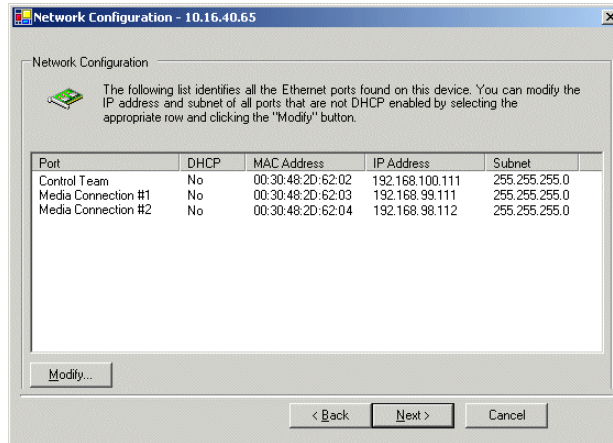 Network Configuration - 10.16.40.65
Network Configuration
The following list identifies all the Ethernet ports found on this device. You can modify the
IP address and subnet of all ports that are not DHCP enabled by selecting the
appropriate row and clicking the "Modify" button.
Port DHCP MAC Address IP Address Subnet
Control Team No 00:30:48:2D:62:02 192.168.100.111 255.255.255.0
Media Connection #1 No 00:30:48:2D:62:03 192.168.99.111 255.255.255.0
Media Connection #2 No 00:30:48:2D:62:04 192.168.98.112 255.255.255.0
Modify...
< Back Next > Cancel